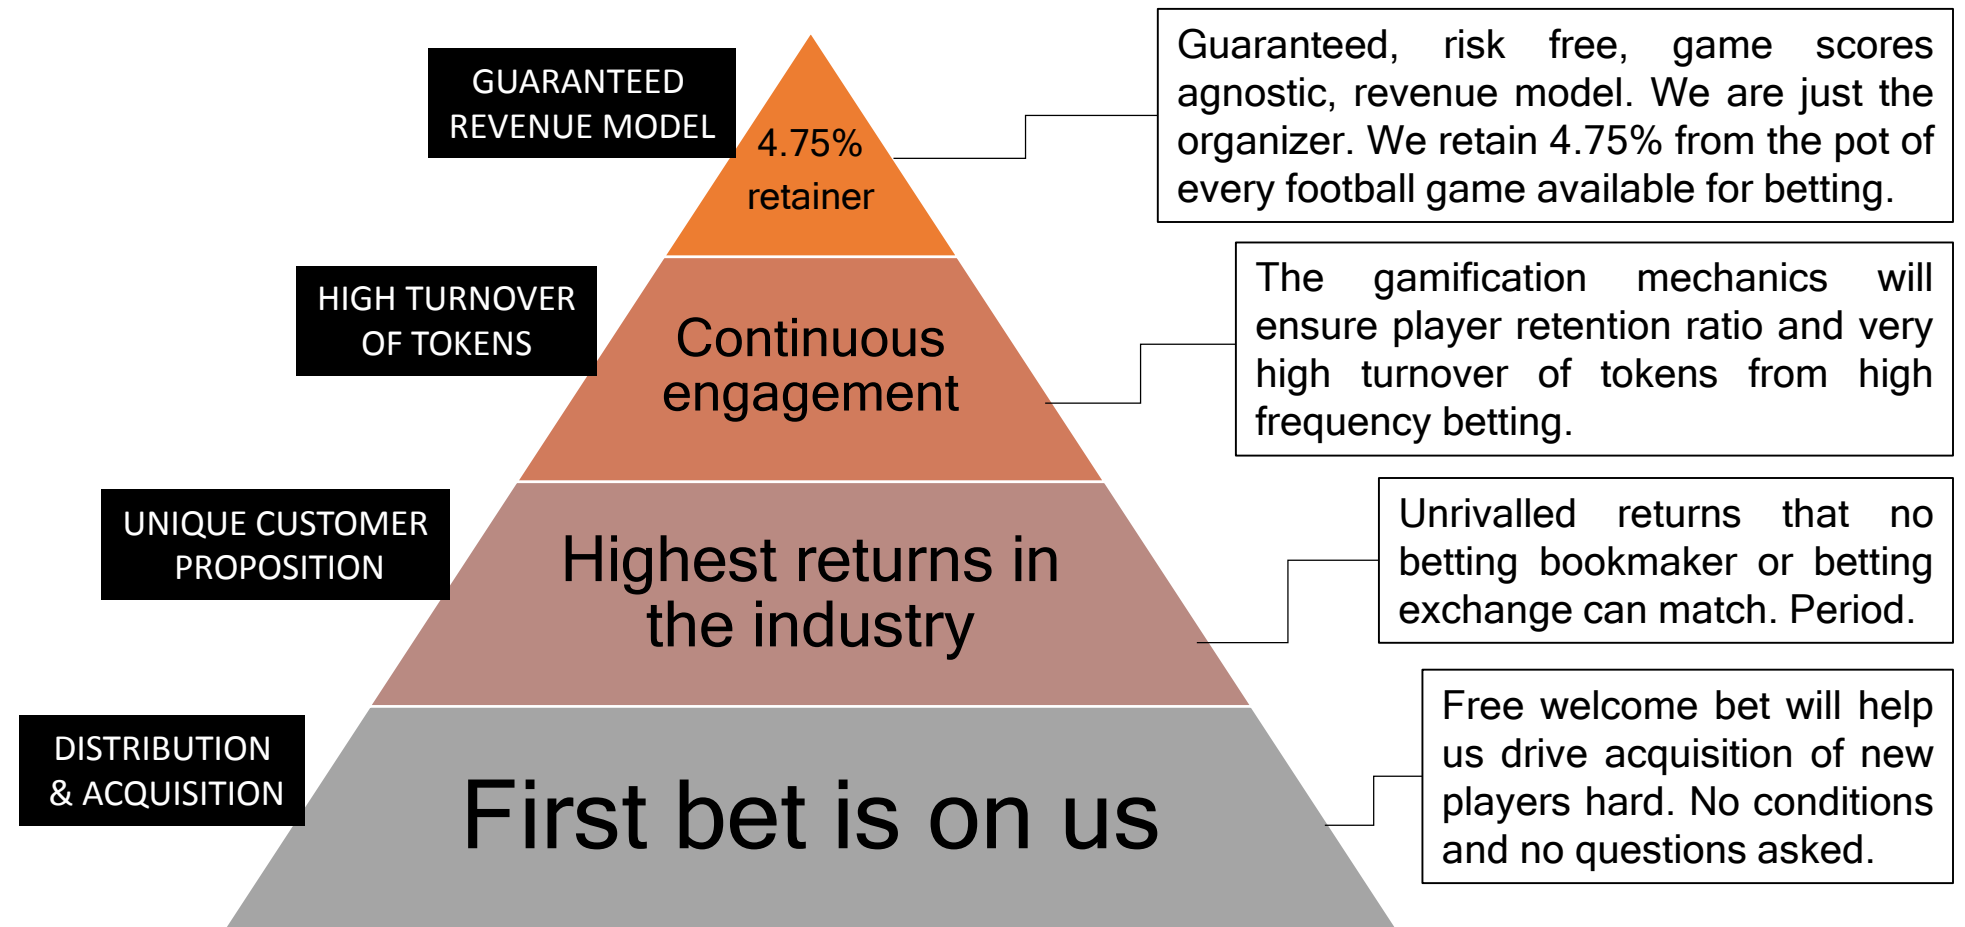 GUARANTEED
REVENUE MODEL
4.75%
retainer
Guaranteed, risk free, game scores
agnostic, revenue model. We are just the
organizer. We retain 4.75% from the pot of
every football game available for betting.
HIGH TURNOVER
OF TOKENS
Continuous
engagement
The gamification mechanics will
ensure player retention ratio and very
high turnover of tokens from high
frequency betting.
UNIQUE CUSTOMER
PROPOSITION
Highest returns in
the industry
Unrivalled returns that no
betting bookmaker or betting
exchange can match. Period.
DISTRIBUTION
& ACQUISITION
First bet is on us
Free welcome bet will help
us drive acquisition of new
players hard. No conditions
and no questions asked.